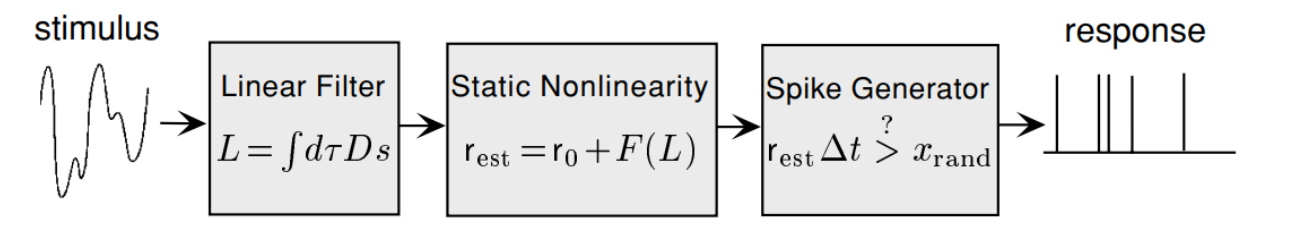 stimulus
response
Linear Filter
L = ∫dτDs
Static Nonlinearity
r_est = r_0 + F(L)
Spike Generator
r_est Δt >^? x_rand